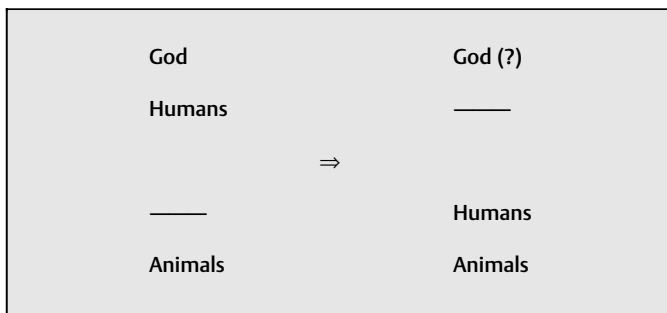 God God (?)
Humans ———
⇒
——— Humans
Animals Animals